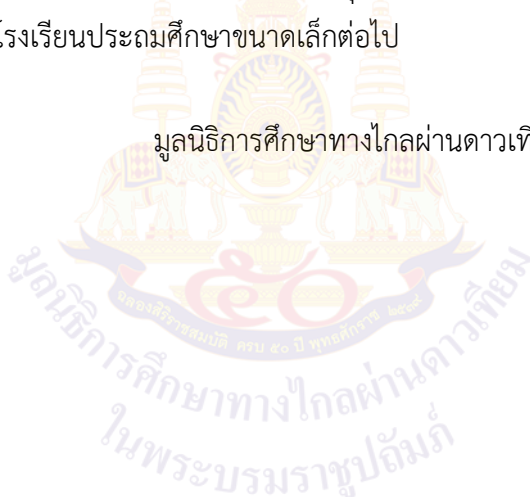 โรงเรียนประถมศึกษาขนาดเล็กต่อไป
มูลนิธิการศึกษาทางไกลผ่านดาวเ
๕๐
ฉลองสิริราชสมบัติ ครบ ๕๐ ปี พุทธศักราช ๒๕๓๙
มูลนิธิการศึกษาทางไกลผ่านดาวเทียม
ในพระบรมราชูปถัมภ์